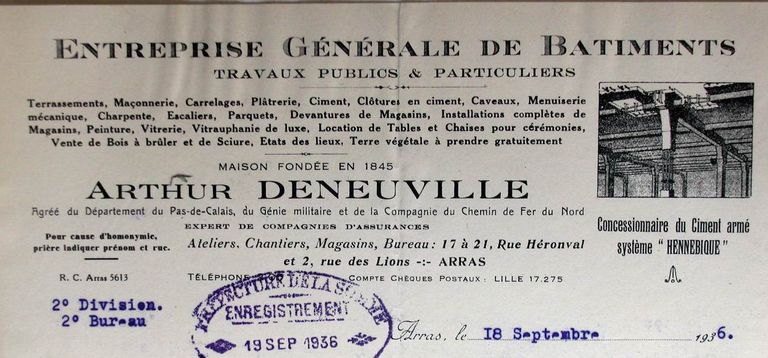 ENTREPRISE GÉNÉRALE DE BATIMENTS
TRAVAUX PUBLICS & PARTICULIERS
Terrassements, Maçonnerie, Carrelages, Plâtrerie, Ciment, Clôtures en ciment, Caveaux, Menuiserie
mécanique, Charpente, Escaliers, Parquets, Devantures de Magasins, Installations complètes de
Magasins, Peinture, Vitrerie, Vitrauphanie de luxe, Location de Tables et Chaises pour cérémonies,
Vente de Bois à brûler et de Sciure, Etats des lieux, Terre végétale à prendre gratuitement
MAISON FONDÉE EN 1845
ARTHUR DENEUVILLE
Agréé du Département du Pas-de-Calais, du Génie militaire et de la Compagnie du Chemin de Fer du Nord
EXPERT DE COMPAGNIES D'ASSURANCES
Pour cause d'homonymie,
prière indiquer prénom et rue.
Ateliers. Chantiers, Magasins, Bureau : 17 à 21, Rue Héronval
et 2, rue des Lions -:- ARRAS
Concessionnaire du Ciment armé
système "HENNEBIQUE"
R. C. Arras 5613
TÉLÉPHONE
COMPTE CHÈQUES POSTAUX : LILLE 17.275
2° Division.
2° Bureau
PREFECTURE DE LA SOMME
ENREGISTREMENT
19 SEP 1936
Arras, le 18 Septembre 1936.